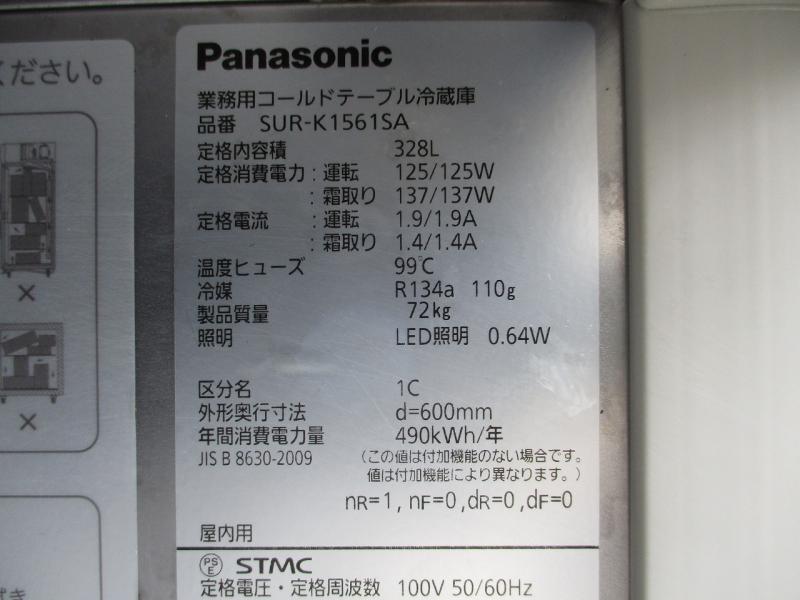 ください。
×
×
Panasonic
業務用コールドテーブル冷蔵庫
品番 SUR-K1561SA
定格内容積 328L
定格消費電力：運転 125/125W
：霜取り 137/137W
定格電流 ：運転 1.9/1.9A
：霜取り 1.4/1.4A
温度ヒューズ 99℃
冷媒 R134a 110g
製品質量 72kg
照明 LED照明 0.64W
区分名 1C
外形奥行寸法 d=600mm
年間消費電力量 490kWh/年
JIS B 8630-2009 （この値は付加機能のない場合です。
値は付加機能により異なります。）
nR=1, nF=0,dR=0,dF=0
屋内用
PS E STMC
定格電圧・定格周波数 100V 50/60Hz